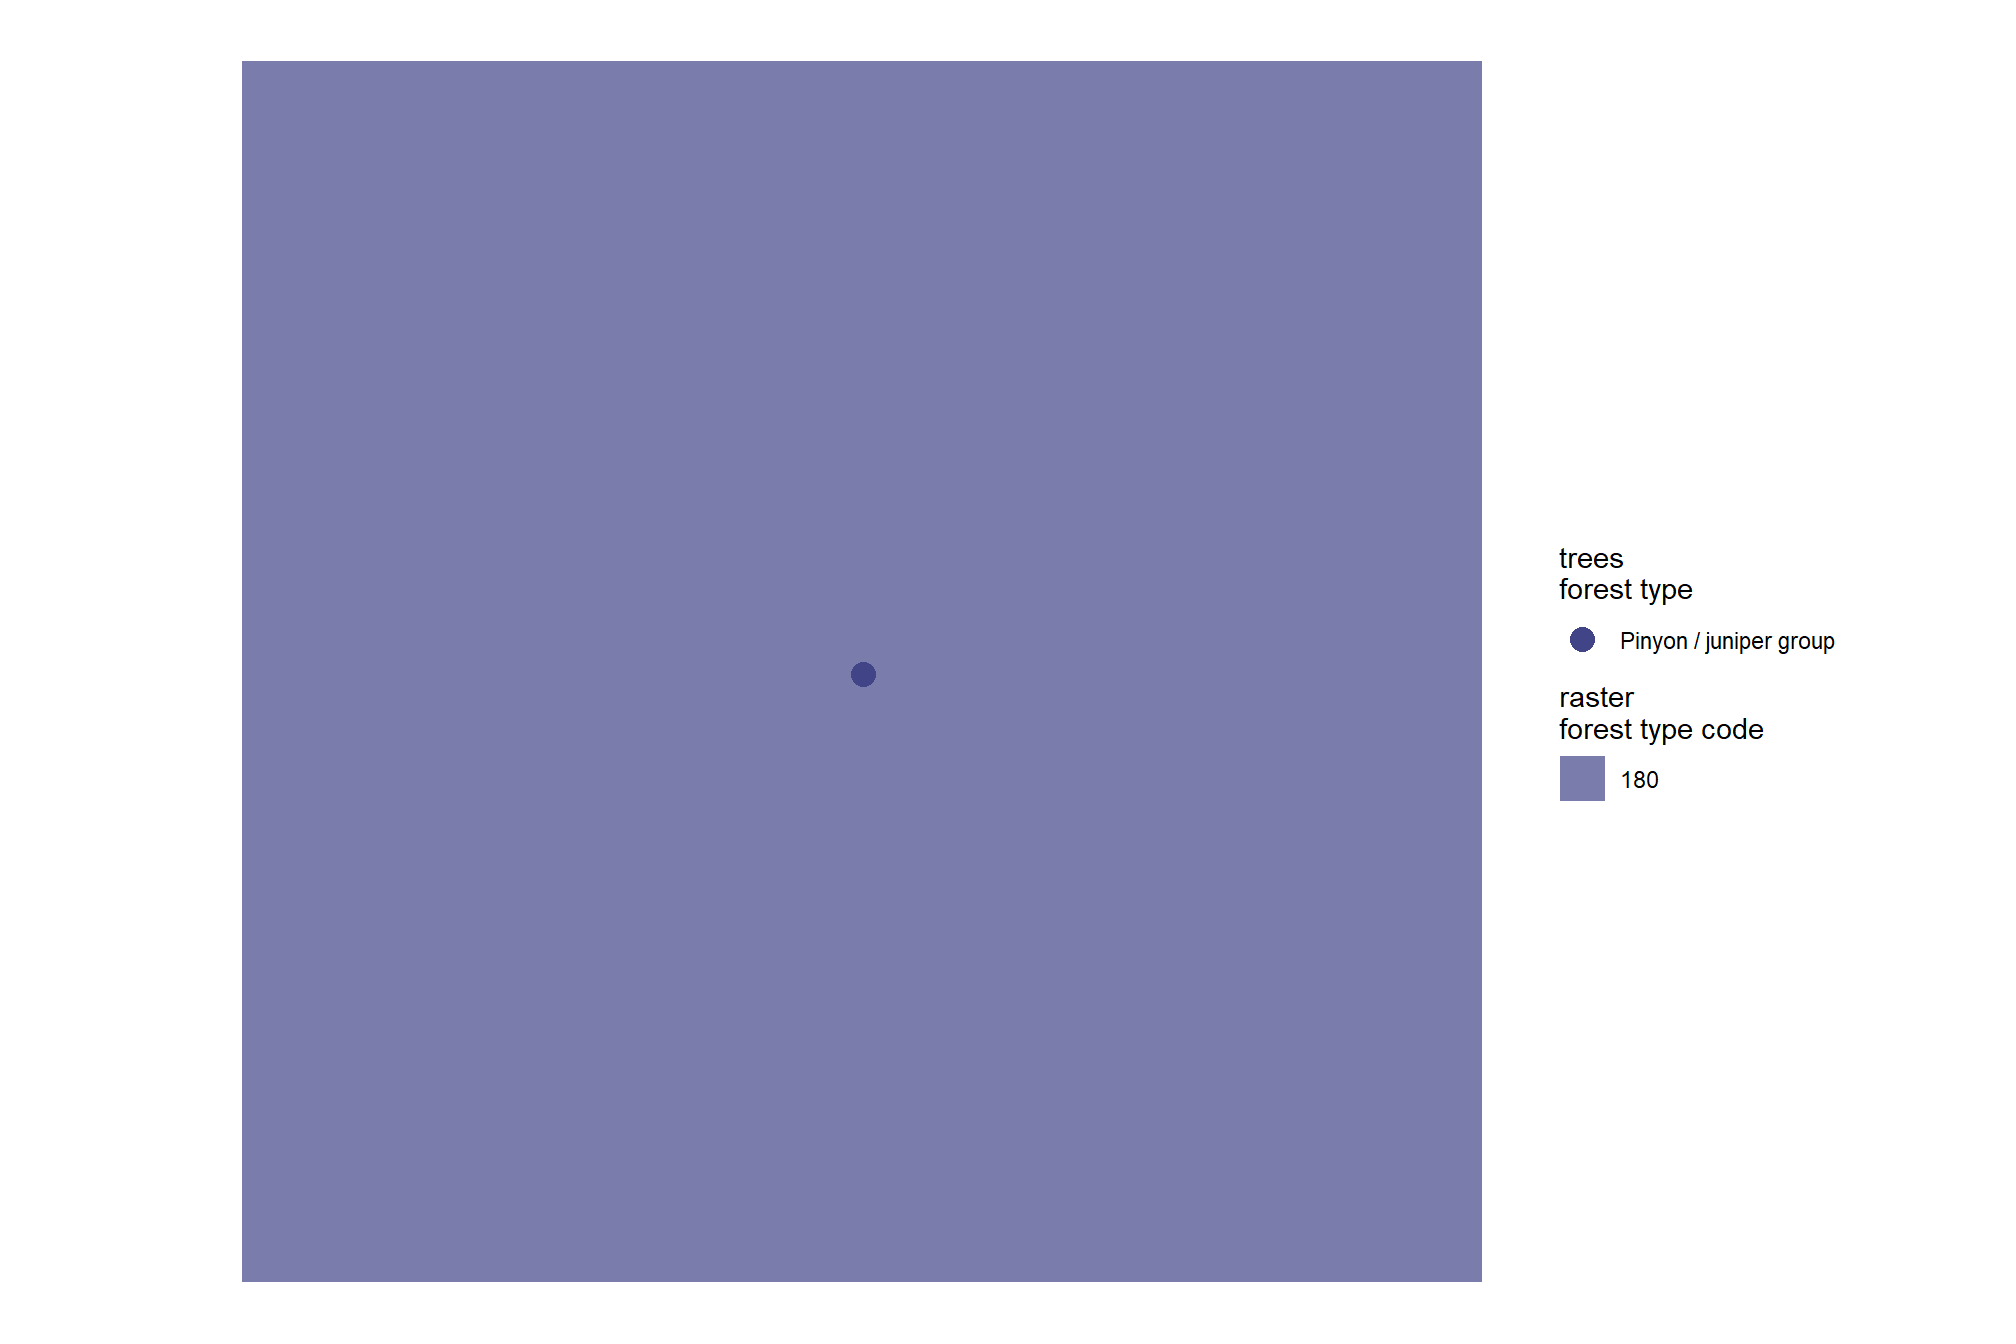 trees
forest type
Pinyon / juniper group
raster
forest type code
180